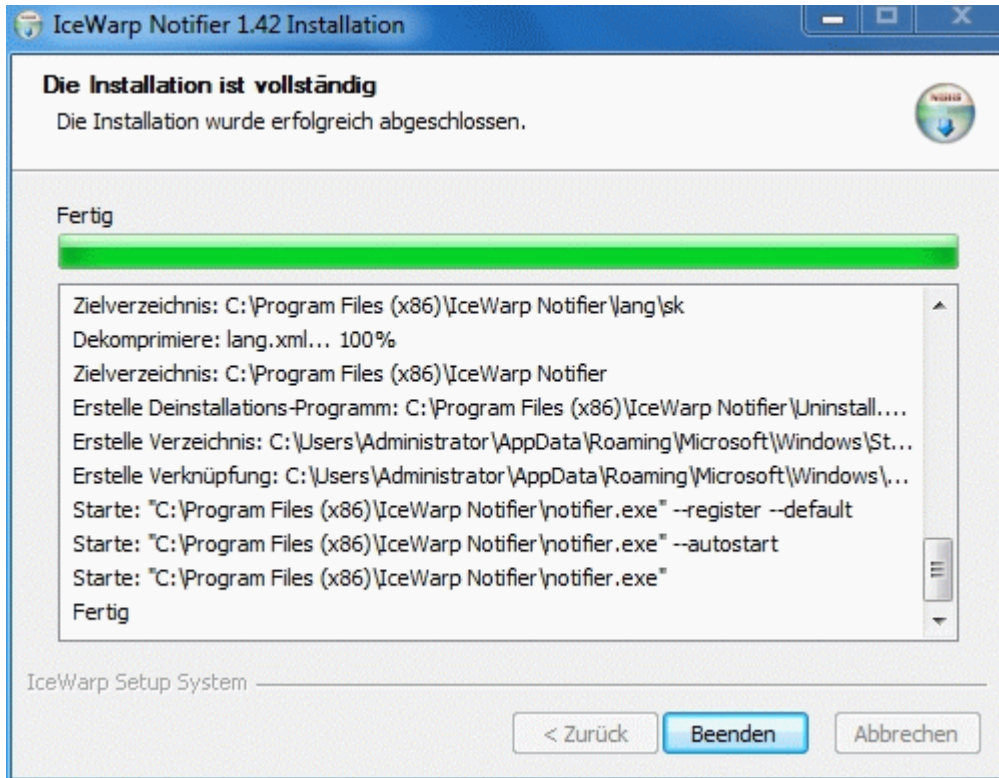 IceWarp Notifier 1.42 Installation
Die Installation ist vollständig
Die Installation wurde erfolgreich abgeschlossen.
Fertig
Zielverzeichnis: C:\Program Files (x86)\IceWarp Notifier\lang\sk
Dekomprimiere: lang.xml... 100%
Zielverzeichnis: C:\Program Files (x86)\IceWarp Notifier
Erstelle Deinstallations-Programm: C:\Program Files (x86)\IceWarp Notifier\Uninstall....
Erstelle Verzeichnis: C:\Users\Administrator\AppData\Roaming\Microsoft\Windows\St...
Erstelle Verknüpfung: C:\Users\Administrator\AppData\Roaming\Microsoft\Windows\...
Starte: "C:\Program Files (x86)\IceWarp Notifier\notifier.exe" --register --default
Starte: "C:\Program Files (x86)\IceWarp Notifier\notifier.exe" --autostart
Starte: "C:\Program Files (x86)\IceWarp Notifier\notifier.exe"
Fertig
IceWarp Setup System
< Zurück Beenden Abbrechen